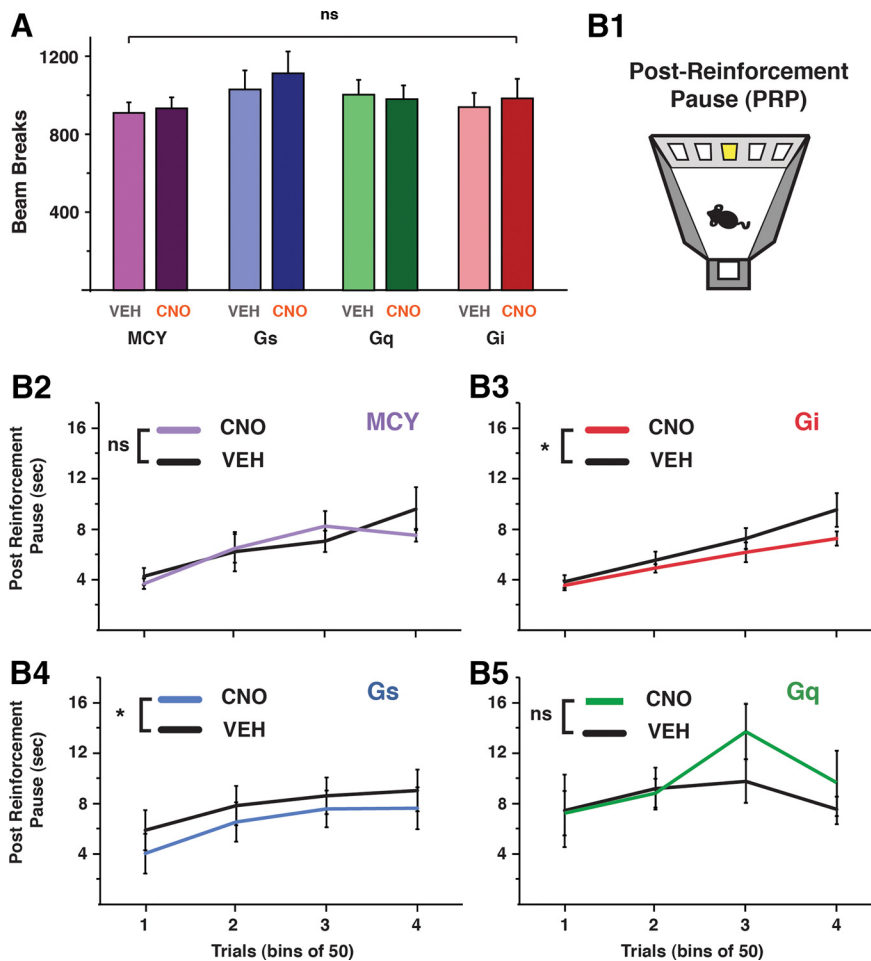 A
ns
1200
800
400
Beam Breaks
VEH CNO VEH CNO VEH CNO VEH CNO
MCY Gs Gq Gi
B1
Post-Reinforcement
Pause (PRP)
B2
16
12
8
4
Post Reinforcement
Pause (sec)
ns
CNO
VEH
MCY
B3
16
12
8
4
*
CNO
VEH
Gi
B4
16
12
8
4
Post Reinforcement
Pause (sec)
*
CNO
VEH
Gs
1 2 3 4
Trials (bins of 50)
B5
16
12
8
4
ns
CNO
VEH
Gq
1 2 3 4
Trials (bins of 50)